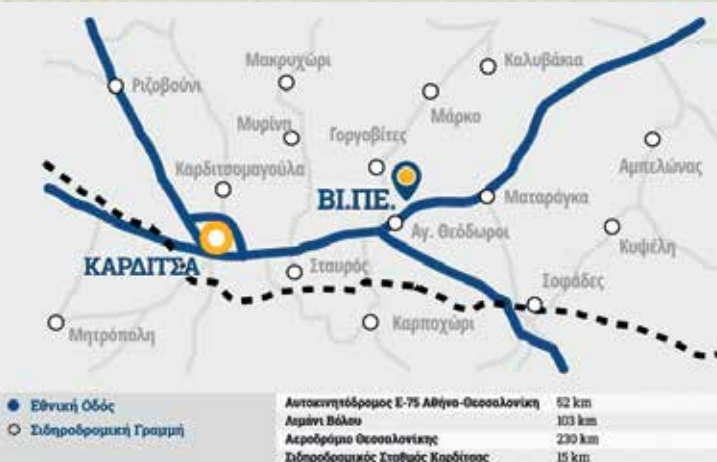 Ριζοβούνι
Μακρυχώρι
Καλυβάκια
Μάρκο
Μυρίνη
Γοργοβίτες
Αμπελώνας
Καρδιτσομαγούλα
ΒΙ.ΠΕ.
Ματαράγκα
Αγ. Θεόδωροι
Κυψέλη
ΚΑΡΔΙΤΣΑ
Σταυρός
Σοφάδες
Μητρόπολη
Καρποχώρι
Εθνική Οδός
Σιδηροδρομική Γραμμή
Αυτοκινητόδρομος Ε-75 Αθήνα-Θεσσαλονίκη 52 km
Λιμάνι Βόλου 103 km
Αεροδρόμιο Θεσσαλονίκης 230 km
Σιδηροδρομικός Σταθμός Καρδίτσας 15 km